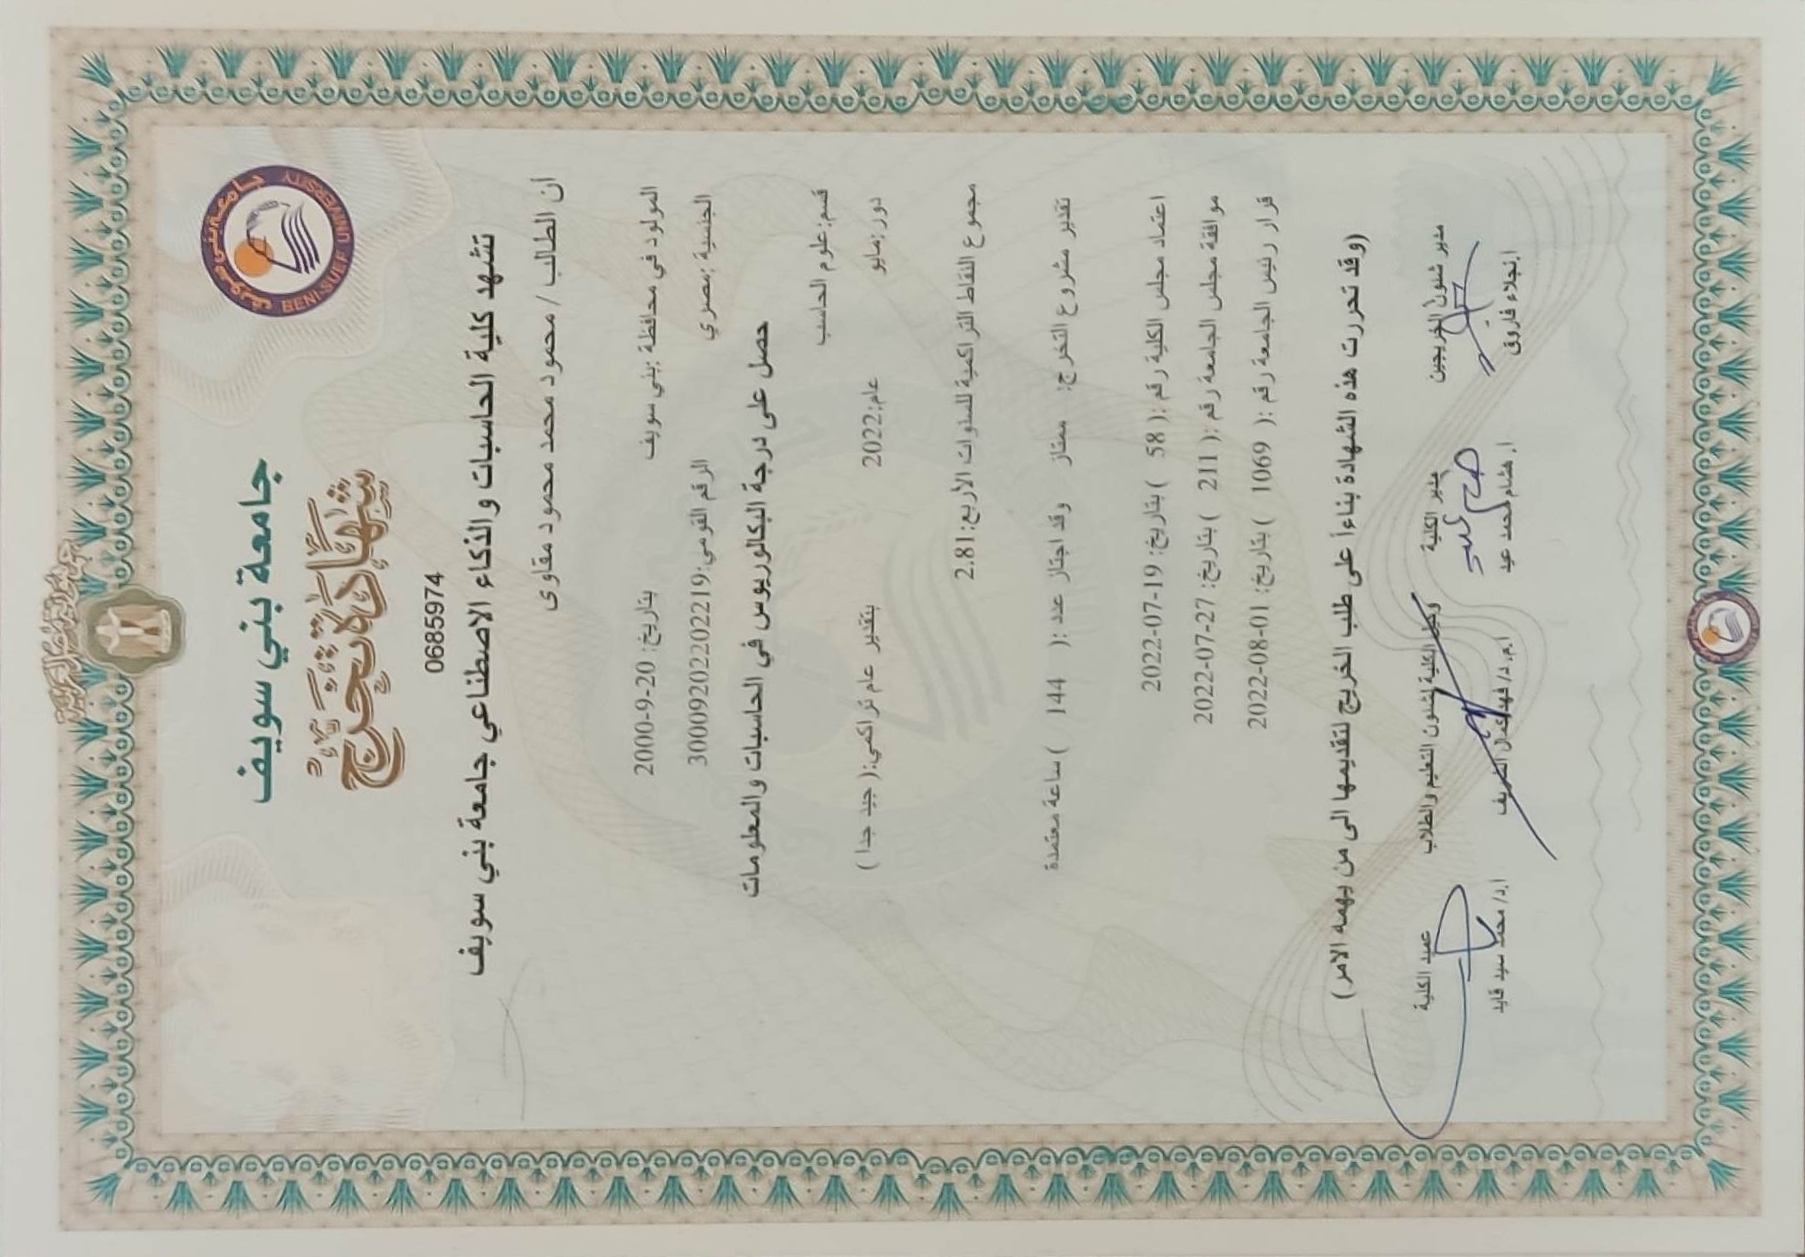 جمهورية مصر العربية
جامعة بني سويف
BENI-SUEF UNIVERSITY
جامعة بني سويف
شهادة تخرج
0685974
تشهد كلية الحاسبات والذكاء الاصطناعي جامعة بني سويف
أن الطالب / محمود محمد محمود مقاوى
المولود في محافظة :بني سويف بتاريخ: 20-9-2000
الجنسية :مصري الرقم القومي:30009202202219
حصل على درجة البكالوريوس في الحاسبات والمعلومات
قسم:علوم الحاسب
دور:مايو عام:2022 بتقدير عام تراكمي:( جيد جدا )
مجموع النقاط التراكمية للسنوات الأربع:2.81
تقدير مشروع التخرج: ممتاز وقد اجتاز عدد :( 144 ) ساعة معتمدة
اعتماد مجلس الكلية رقم :( 58 ) بتاريخ: 19-07-2022
موافقة مجلس الجامعة رقم :( 211 ) بتاريخ: 27-07-2022
قرار رئيس الجامعة رقم :( 1069 ) بتاريخ: 01-08-2022
(وقد تحررت هذه الشهادة بناءاً على طلب الخريج لتقديمها الى من يهمه الامر)
مدير شئون الخريجين مدير الكلية وكيل الكلية لشئون التعليم والطلاب عميد الكلية
أ.نجلاء فاروق أ. هشام محمد عيد أ.م. د/ فهد كمال الشريف أ.د/ محمد سيد قايد